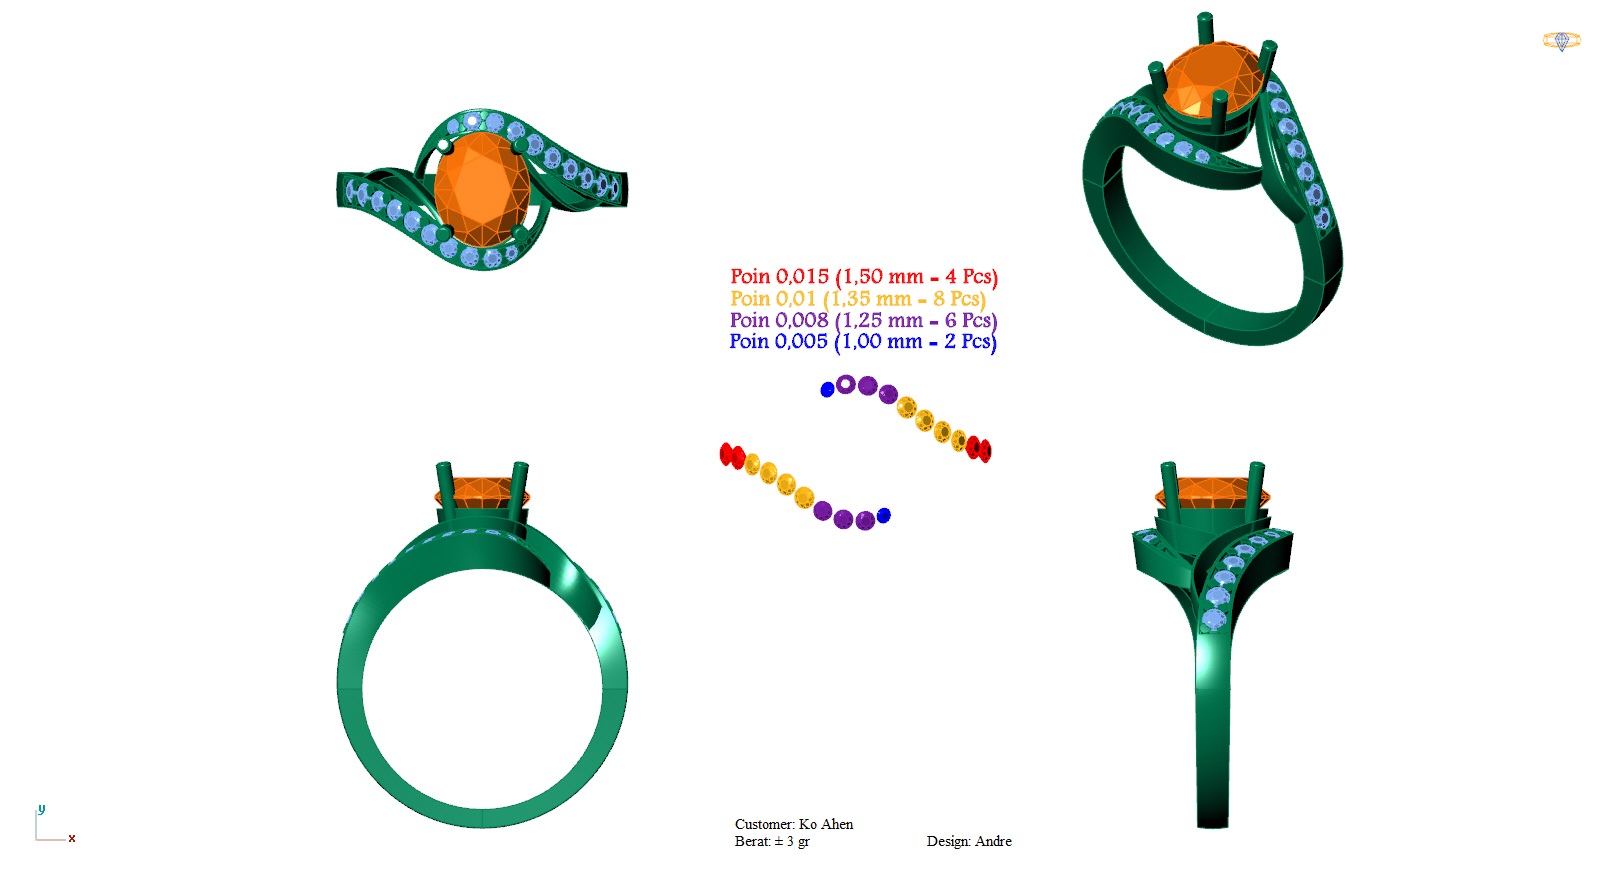 Poin 0,015 (1,50 mm - 4 Pcs)
Poin 0,01 (1,35 mm - 8 Pcs)
Poin 0,008 (1,25 mm - 6 Pcs)
Poin 0,005 (1,00 mm - 2 Pcs)
y
x
Customer: Ko Ahen
Berat: ± 3 gr
Design: Andre